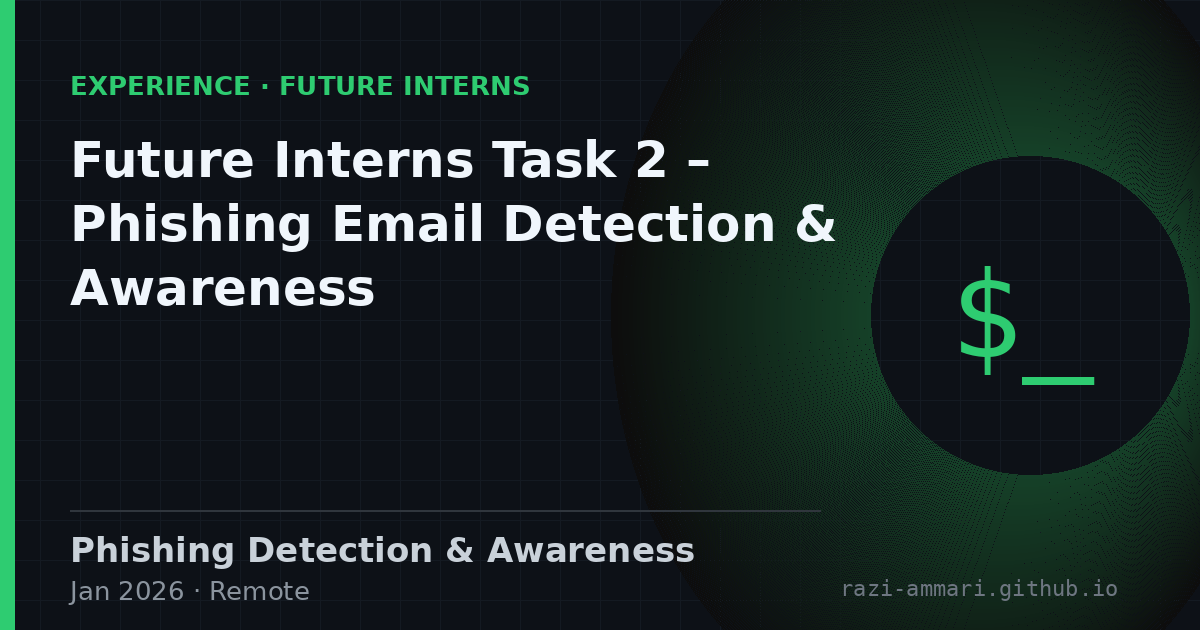 EXPERIENCE · FUTURE INTERNS
Future Interns Task 2 –
Phishing Email Detection &
Awareness
$_
Phishing Detection & Awareness
Jan 2026 · Remote
razi-ammari.github.io